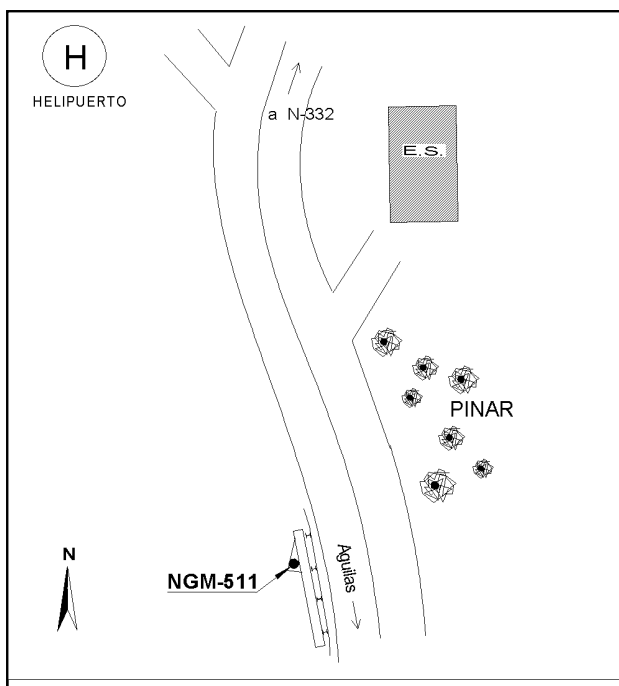 H
HELIPUERTO
a N-332
E.S.
PINAR
Aguilas
N
NGM-511